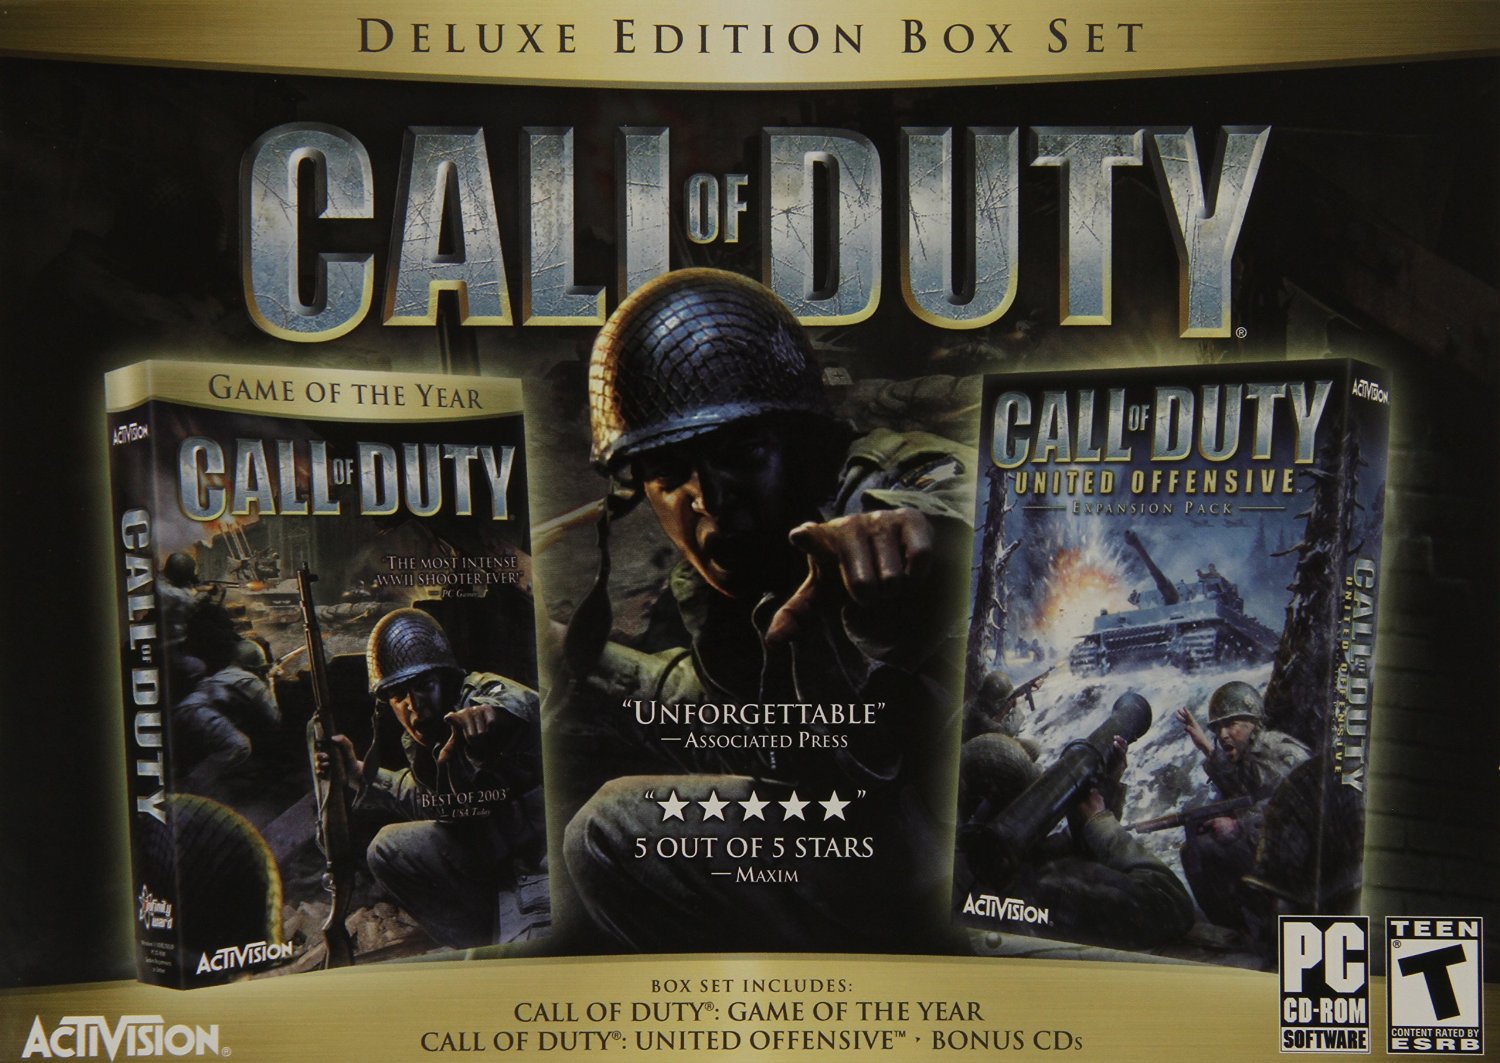 DELUXE EDITION BOX SET
CALL OF DUTY®
GAME OF THE YEAR
ACTIVISION
CALL OF DUTY
"THE MOST INTENSE
WWII SHOOTER EVER!"
— PC Gamer
CALL OF DUTY
BEST OF 2003
— USA Today
infinity
ward
ACTIVISION
"UNFORGETTABLE"
— ASSOCIATED PRESS
"★★★★★"
5 OUT OF 5 STARS
— MAXIM
CALL OF DUTY
UNITED OFFENSIVE™
EXPANSION PACK
ACTIVISION
CALL OF DUTY
UNITED OFFENSIVE
ACTIVISION
BOX SET INCLUDES:
CALL OF DUTY®: GAME OF THE YEAR
CALL OF DUTY®: UNITED OFFENSIVE™ · BONUS CDs
ACTIVISION®
PC
CD-ROM
SOFTWARE
TEEN
T
®
CONTENT RATED BY
ESRB